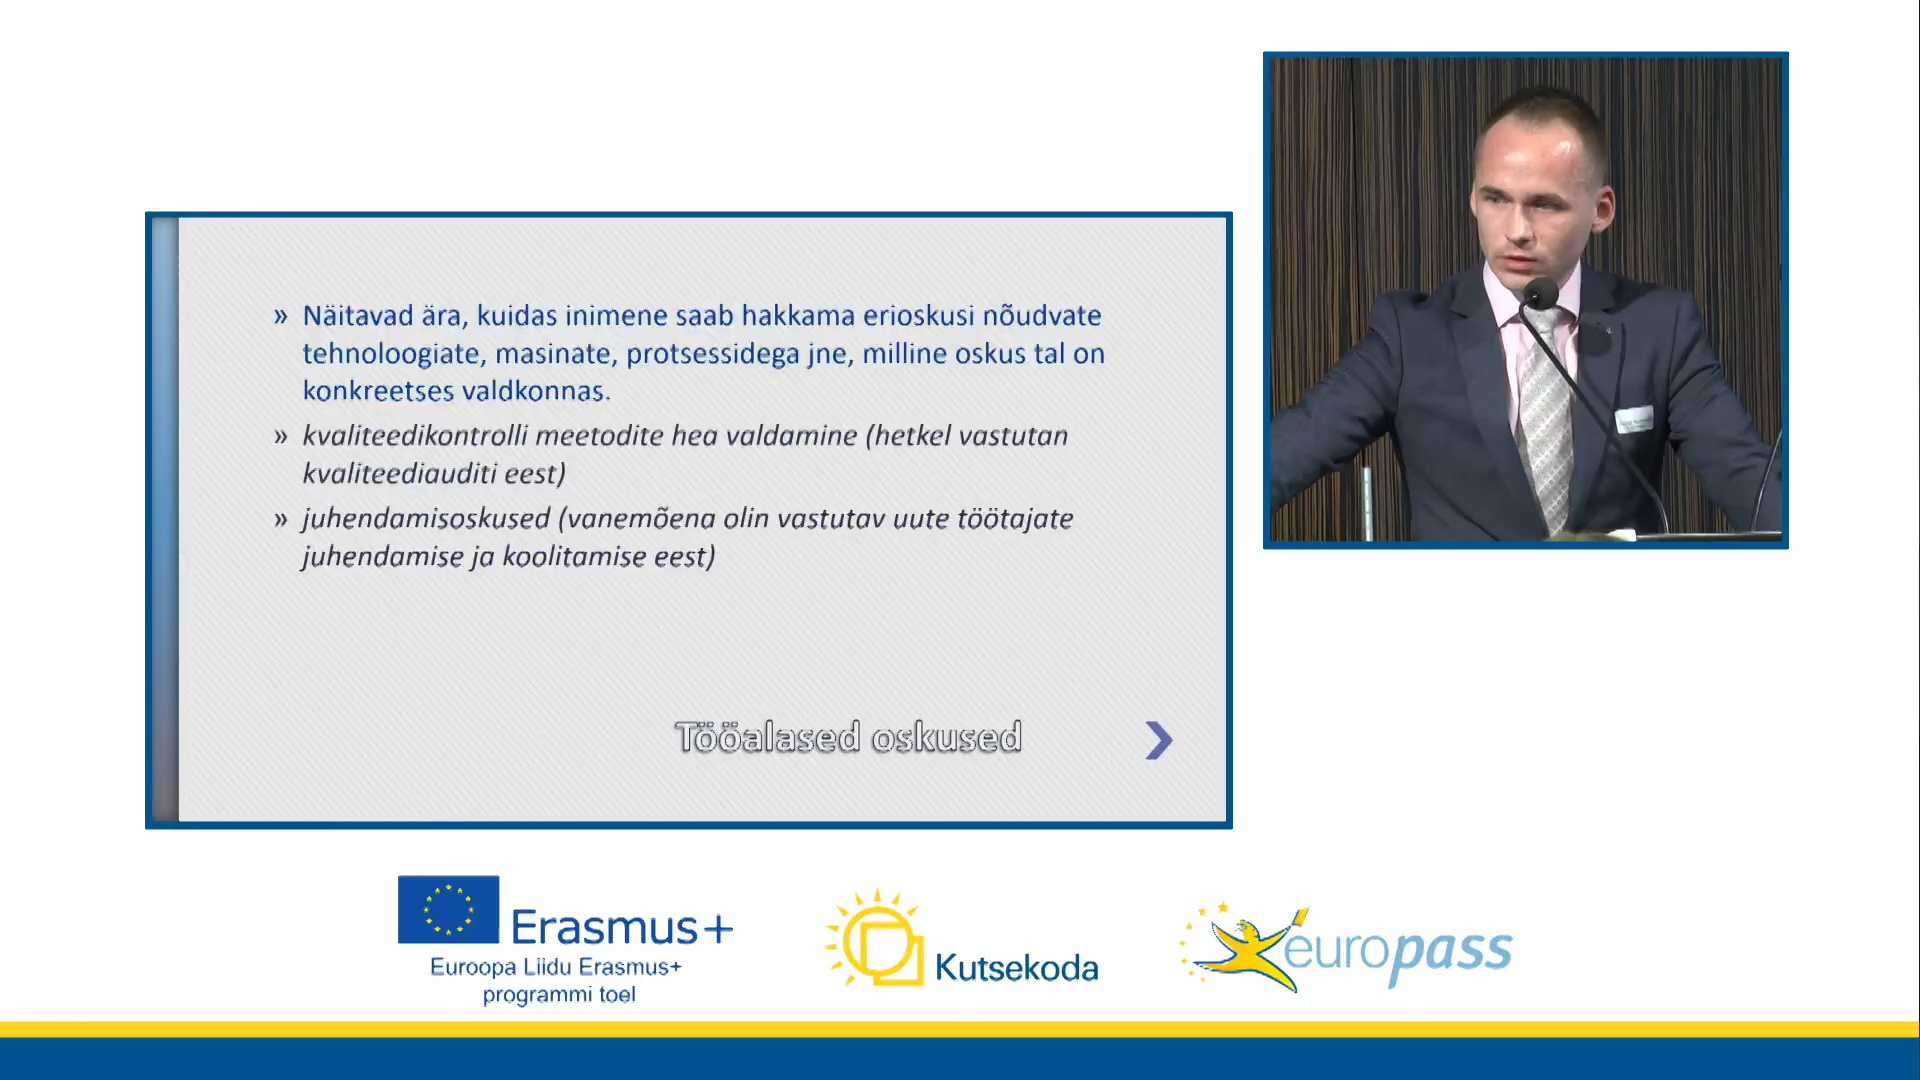 » Näitavad ära, kuidas inimene saab hakkama erioskusi nõudvate
tehnoloogiate, masinate, protsessidega jne, milline oskus tal on
konkreetses valdkonnas.
» kvaliteedikontrolli meetodite hea valdamine (hetkel vastutan
kvaliteediauditi eest)
» juhendamisoskused (vanemõena olin vastutav uute töötajate
juhendamise ja koolitamise eest)
Tööalased oskused
Erasmus+
Euroopa Liidu Erasmus+
programmi toel
Kutsekoda
europass